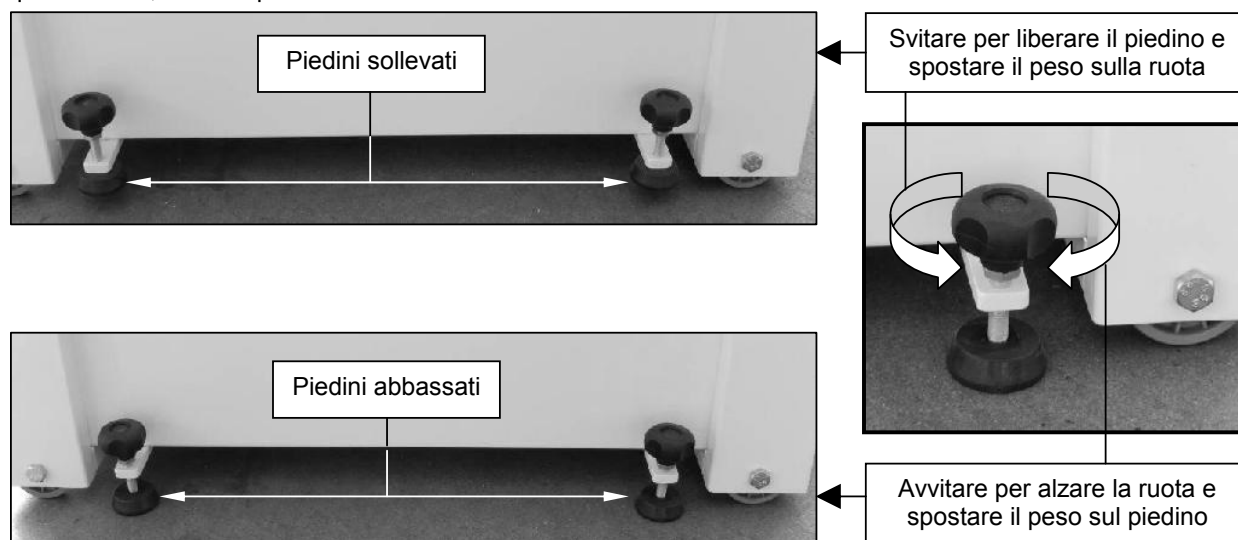 Piedini sollevati
Svitare per liberare il piedino e
spostare il peso sulla ruota
Piedini abbassati
Avvitare per alzare la ruota e
spostare il peso sul piedino